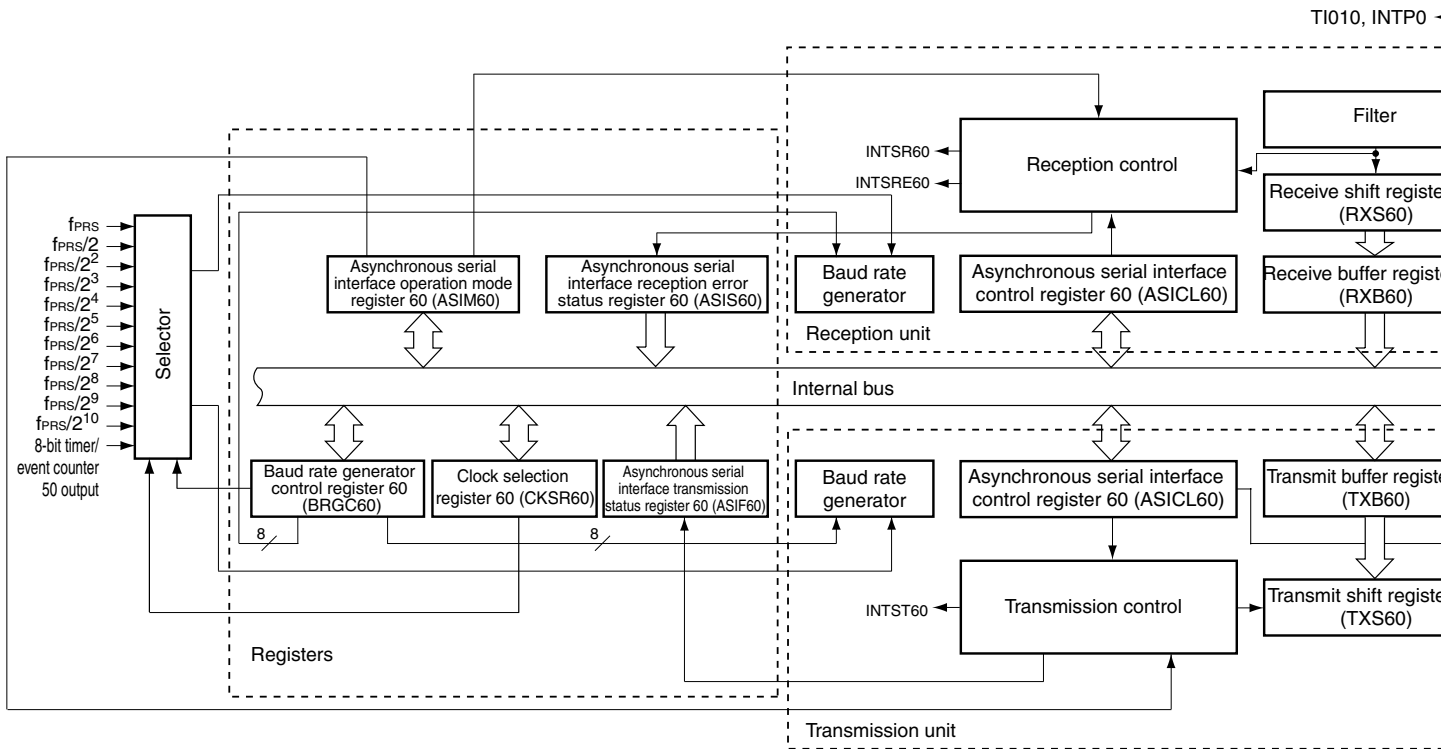 TI010, INTP0
Filter
Reception control
INTSR60
INTSRE60
Receive shift registe
(RXS60)
fPRS
fPRS/2
fPRS/2²
fPRS/2³
fPRS/2⁴
fPRS/2⁵
fPRS/2⁶
fPRS/2⁷
fPRS/2⁸
fPRS/2⁹
fPRS/2¹⁰
8-bit timer/
event counter
50 output
Selector
Asynchronous serial
interface operation mode
register 60 (ASIM60)
Asynchronous serial
interface reception error
status register 60 (ASIS60)
Baud rate
generator
Asynchronous serial interface
control register 60 (ASICL60)
Receive buffer registe
(RXB60)
Reception unit
Internal bus
Baud rate generator
control register 60
(BRGC60)
Clock selection
register 60 (CKSR60)
Asynchronous serial
interface transmission
status register 60 (ASIF60)
Baud rate
generator
Asynchronous serial interface
control register 60 (ASICL60)
Transmit buffer registe
(TXB60)
8
8
INTST60
Transmission control
Transmit shift registe
(TXS60)
Registers
Transmission unit